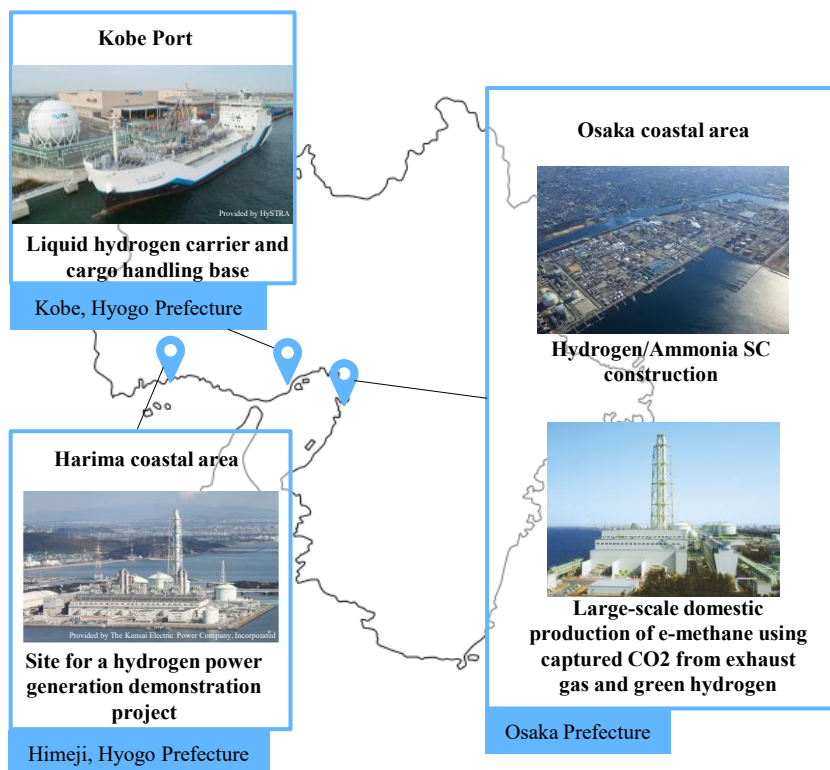 Kobe Port
Provided by HySTRA
Liquid hydrogen carrier and
cargo handling base
Kobe, Hyogo Prefecture
Osaka coastal area
Hydrogen/Ammonia SC
construction
Large-scale domestic
production of e-methane using
captured CO2 from exhaust
gas and green hydrogen
Osaka Prefecture
Harima coastal area
Provided by The Kansai Electric Power Company, Incorporated
Site for a hydrogen power
generation demonstration
project
Himeji, Hyogo Prefecture